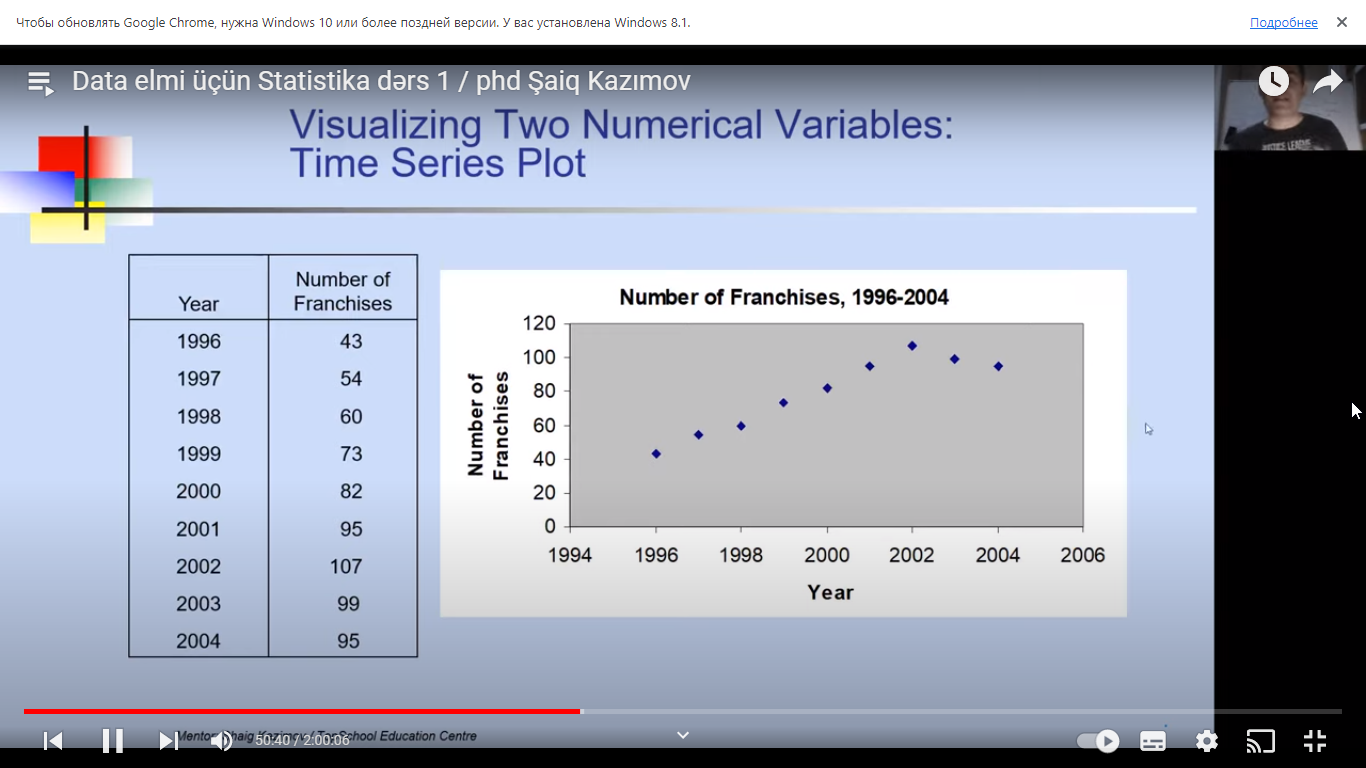 Чтобы обновлять Google Chrome, нужна Windows 10 или более поздней версии. У вас установлена Windows 8.1.
Подробнее
Data elmi üçün Statistika dərs 1 / phd Şaiq Kazımov
Visualizing Two Numerical Variables:
Time Series Plot
Year
Number of
Franchises
1996 43
1997 54
1998 60
1999 73
2000 82
2001 95
2002 107
2003 99
2004 95
Number of Franchises, 1996-2004
Number of
Franchises
120
100
80
60
40
20
0
1994 1996 1998 2000 2002 2004 2006
Year
50:40 / 2:00:06
School Education Centre